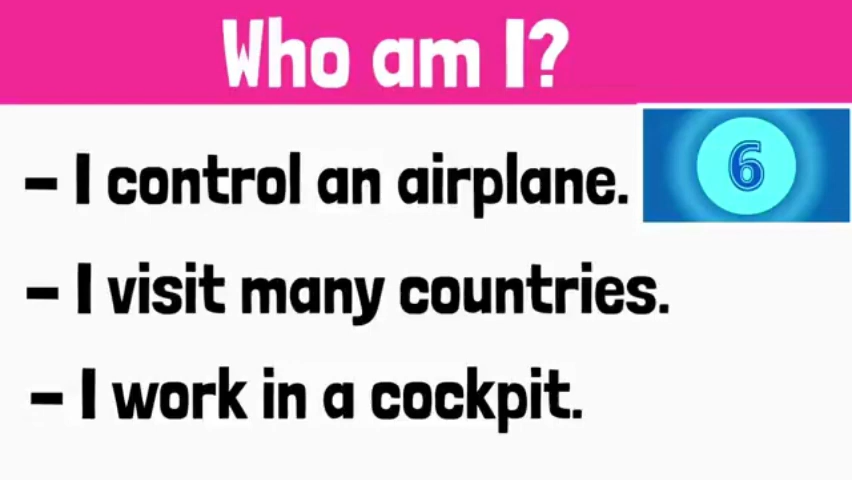 Who am I?
– I control an airplane.
6
– I visit many countries.
– I work in a cockpit.